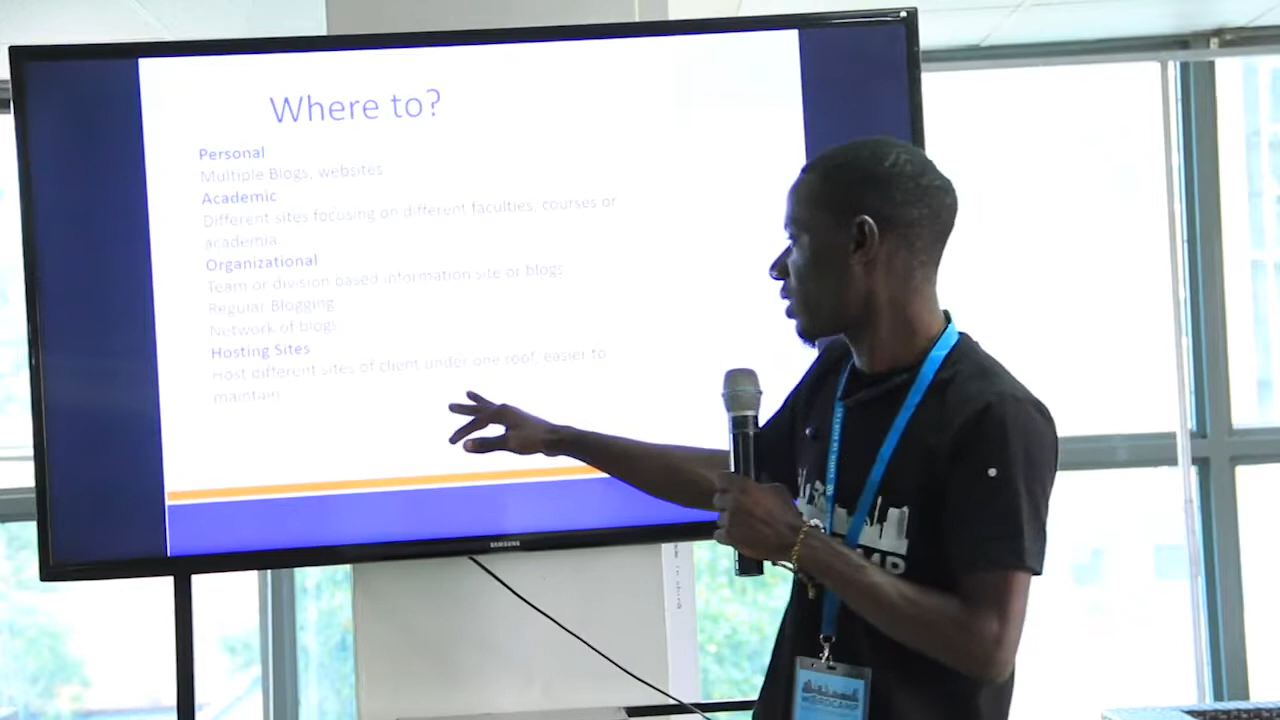 Where to?
Personal
Multiple Blogs, websites
Academic
Different sites focusing on different faculties, courses or
academia.
Organizational
Team or division based information site or blogs
Regular Blogging
Network of blogs
Hosting Sites
Host different sites of client under one roof, easier to
maintain
SAMSUNG